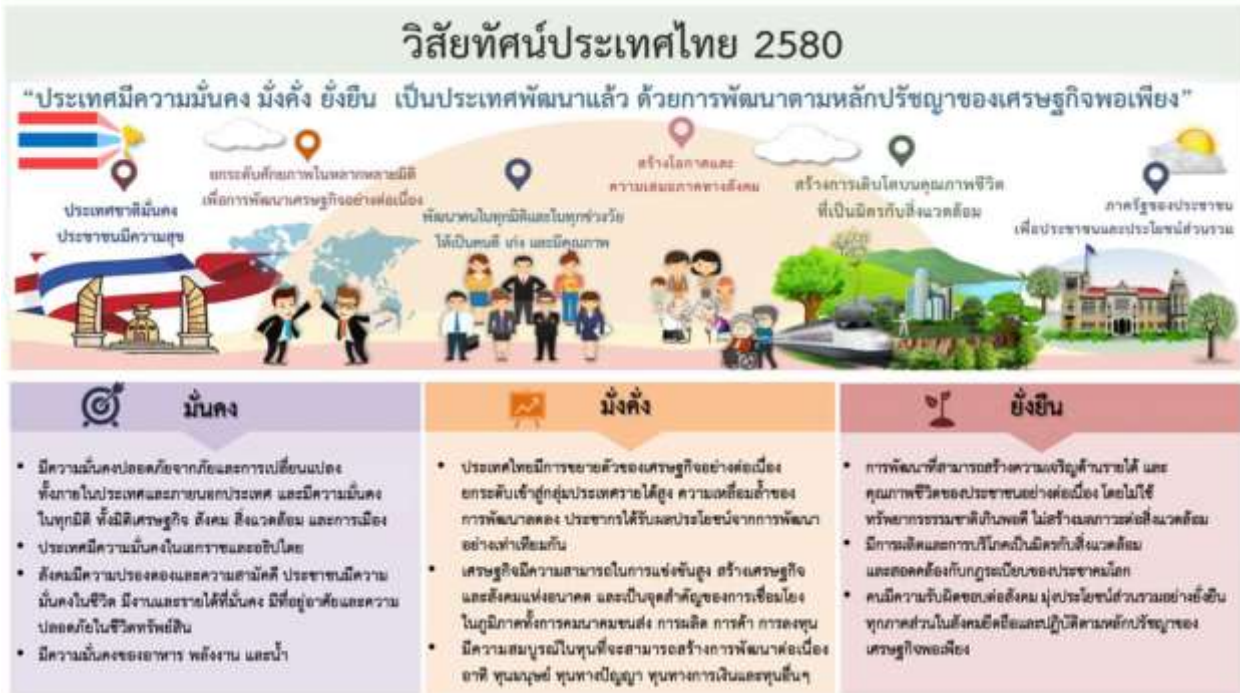 วิสัยทัศน์ประเทศไทย 2580
“ประเทศมีความมั่นคง มั่งคั่ง ยั่งยืน เป็นประเทศพัฒนาแล้ว ด้วยการพัฒนาตามหลักปรัชญาของเศรษฐกิจพอเพียง”
ประเทศชาติมั่นคง
ประชาชนมีความสุข
ยกระดับศักยภาพในหลากหลายมิติ
เพื่อการพัฒนาเศรษฐกิจอย่างต่อเนื่อง
พัฒนาคนในทุกมิติและในทุกช่วงวัย
ให้เป็นคนดี เก่ง และมีคุณภาพ
สร้างโอกาสและ
ความเสมอภาคทางสังคม
สร้างการเติบโตบนคุณภาพชีวิต
ที่เป็นมิตรกับสิ่งแวดล้อม
ภาครัฐของประชาชน
เพื่อประชาชนและประโยชน์ส่วนรวม
มั่นคง
• มีความมั่นคงปลอดภัยจากภัยและการเปลี่ยนแปลง
ทั้งภายในประเทศและภายนอกประเทศ และมีความมั่นคง
ในทุกมิติ ทั้งมิติเศรษฐกิจ สังคม สิ่งแวดล้อม และการเมือง
• ประเทศมีความมั่นคงในเอกราชและอธิปไตย
• สังคมมีความปรองดองและความสามัคคี ประชาชนมีความ
มั่นคงในชีวิต มีงานและรายได้ที่มั่นคง มีที่อยู่อาศัยและความ
ปลอดภัยในชีวิตทรัพย์สิน
• มีความมั่นคงของอาหาร พลังงาน และน้ำ
มั่งคั่ง
• ประเทศไทยมีการขยายตัวของเศรษฐกิจอย่างต่อเนื่อง
ยกระดับเข้าสู่กลุ่มประเทศรายได้สูง ความเหลื่อมล้ำของ
การพัฒนาลดลง ประชากรได้รับผลประโยชน์จากการพัฒนา
อย่างเท่าเทียมกัน
• เศรษฐกิจมีความสามารถในการแข่งขันสูง สร้างเศรษฐกิจ
และสังคมแห่งอนาคต และเป็นจุดสำคัญของการเชื่อมโยง
ในภูมิภาคทั้งการคมนาคมขนส่ง การผลิต การค้า การลงทุน
• มีความสมบูรณ์ในทุนที่จะสามารถสร้างการพัฒนาต่อเนื่อง
อาทิ ทุนมนุษย์ ทุนทางปัญญา ทุนทางการเงินและทุนอื่นๆ
ยั่งยืน
• การพัฒนาที่สามารถสร้างความเจริญด้านรายได้ และ
คุณภาพชีวิตของประชาชนอย่างต่อเนื่อง โดยไม่ใช้
ทรัพยากรธรรมชาติเกินพอดี ไม่สร้างมลภาวะต่อสิ่งแวดล้อม
• มีการผลิตและการบริโภคเป็นมิตรกับสิ่งแวดล้อม
และสอดคล้องกับกฎระเบียบของประชาคมโลก
• คนมีความรับผิดชอบต่อสังคม มุ่งประโยชน์ส่วนรวมอย่างยั่งยืน
ทุกภาคส่วนในสังคมยึดถือและปฏิบัติตามหลักปรัชญาของ
เศรษฐกิจพอเพียง